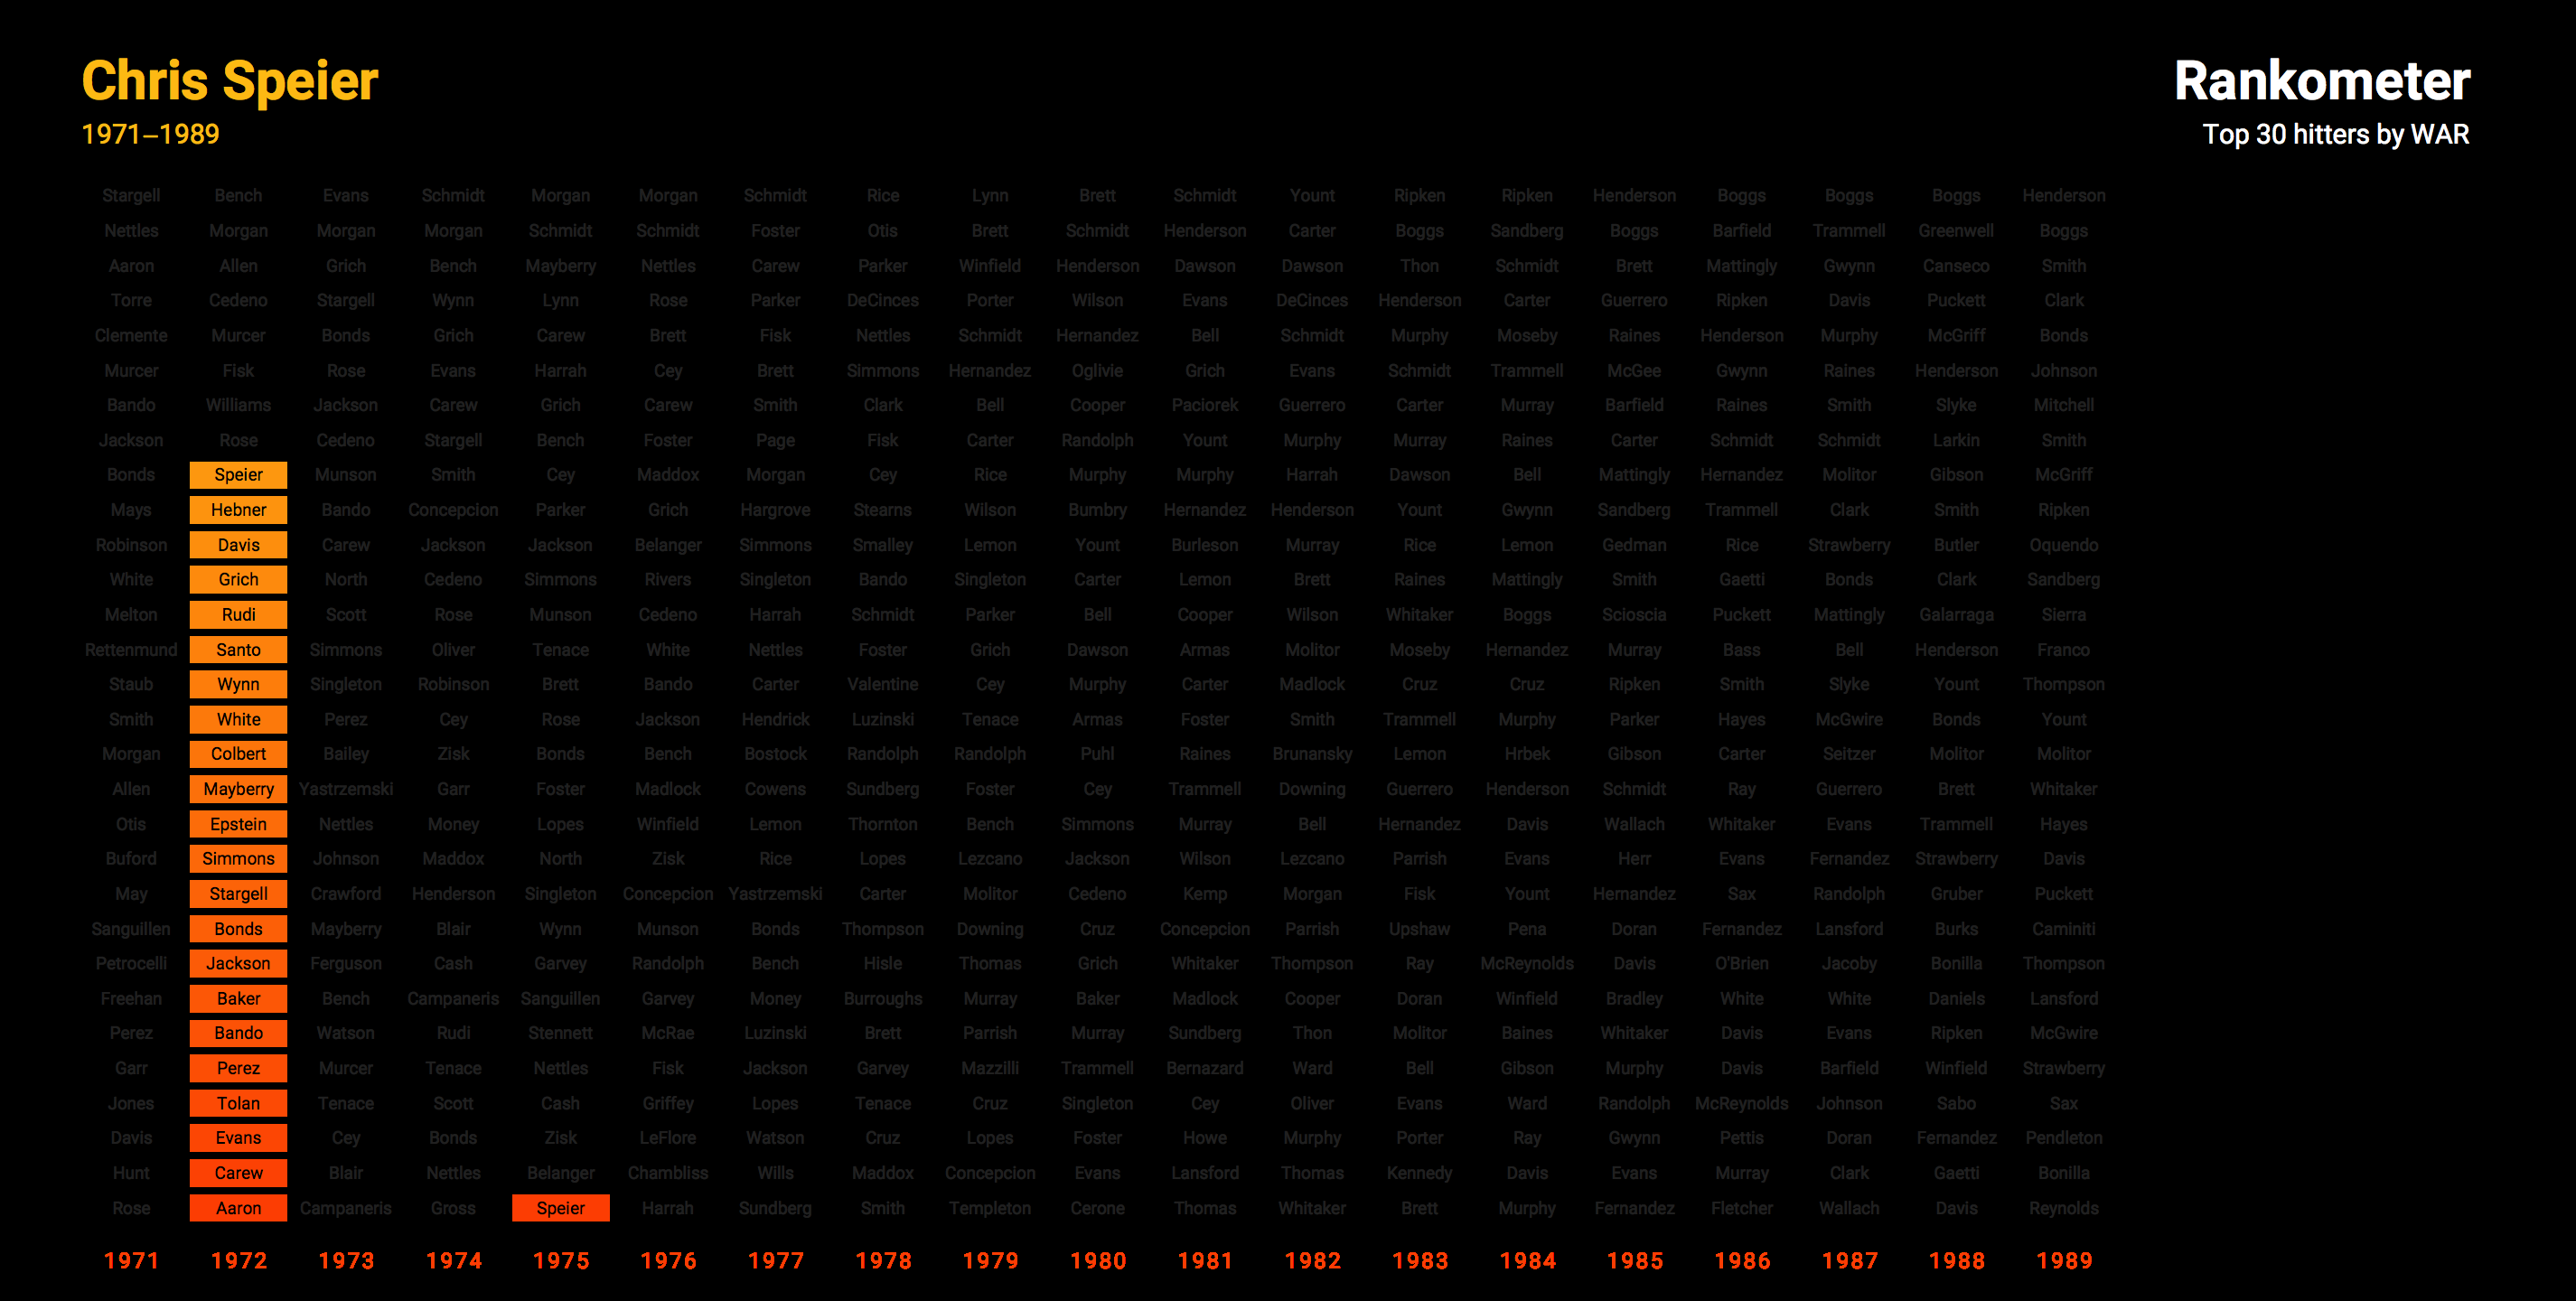 Chris Speier
1971–1989
Rankometer
Top 30 hitters by WAR
Stargell Bench Evans Schmidt Morgan Morgan Schmidt Rice Lynn Brett Schmidt Yount Ripken Ripken Henderson Boggs Boggs Boggs Henderson
Nettles Morgan Morgan Morgan Schmidt Schmidt Foster Otis Brett Schmidt Henderson Carter Boggs Sandberg Boggs Barfield Trammell Greenwell Boggs
Aaron Allen Grich Bench Mayberry Nettles Carew Parker Winfield Henderson Dawson Dawson Thon Schmidt Brett Mattingly Gwynn Canseco Smith
Torre Cedeno Stargell Wynn Lynn Rose Parker DeCinces Porter Wilson Evans DeCinces Henderson Carter Guerrero Ripken Davis Puckett Clark
Clemente Murcer Bonds Grich Carew Brett Fisk Nettles Schmidt Hernandez Bell Schmidt Murphy Moseby Raines Henderson Murphy McGriff Bonds
Murcer Fisk Rose Evans Harrah Cey Brett Simmons Hernandez Oglivie Grich Evans Schmidt Trammell McGee Gwynn Raines Henderson Johnson
Bando Williams Jackson Carew Grich Carew Smith Clark Bell Cooper Paciorek Guerrero Carter Murray Barfield Raines Smith Slyke Mitchell
Jackson Rose Cedeno Stargell Bench Foster Page Fisk Carter Randolph Yount Murphy Murray Raines Carter Schmidt Schmidt Larkin Smith
Bonds Speier Munson Smith Cey Maddox Morgan Cey Rice Murphy Murphy Harrah Dawson Bell Mattingly Hernandez Molitor Gibson McGriff
Mays Hebner Bando Concepcion Parker Grich Hargrove Stearns Wilson Bumbry Hernandez Henderson Yount Gwynn Sandberg Trammell Clark Smith Ripken
Robinson Davis Carew Jackson Jackson Belanger Simmons Smalley Lemon Yount Burleson Murray Rice Lemon Gedman Rice Strawberry Butler Oquendo
White Grich North Cedeno Simmons Rivers Singleton Bando Singleton Carter Lemon Brett Raines Mattingly Smith Gaetti Bonds Clark Sandberg
Melton Rudi Scott Rose Munson Cedeno Harrah Schmidt Parker Bell Cooper Wilson Whitaker Boggs Scioscia Puckett Mattingly Galarraga Sierra
Rettenmund Santo Simmons Oliver Tenace White Nettles Foster Grich Dawson Armas Molitor Moseby Hernandez Murray Bass Bell Henderson Franco
Staub Wynn Singleton Robinson Brett Bando Carter Valentine Cey Murphy Carter Madlock Cruz Cruz Ripken Smith Slyke Yount Thompson
Smith White Perez Cey Rose Jackson Hendrick Luzinski Tenace Armas Foster Smith Trammell Murphy Parker Hayes McGwire Bonds Yount
Morgan Colbert Bailey Zisk Bonds Bench Bostock Randolph Randolph Puhl Raines Brunansky Lemon Hrbek Gibson Carter Seitzer Molitor Molitor
Allen Mayberry Yastrzemski Garr Foster Madlock Cowens Sundberg Foster Cey Trammell Downing Guerrero Henderson Schmidt Ray Guerrero Brett Whitaker
Otis Epstein Nettles Money Lopes Winfield Lemon Thornton Bench Simmons Murray Bell Hernandez Davis Wallach Whitaker Evans Trammell Hayes
Buford Simmons Johnson Maddox North Zisk Rice Lopes Lezcano Jackson Wilson Lezcano Parrish Evans Herr Evans Fernandez Strawberry Davis
May Stargell Crawford Henderson Singleton Concepcion Yastrzemski Carter Molitor Cedeno Kemp Morgan Fisk Yount Hernandez Sax Randolph Gruber Puckett
Sanguillen Bonds Mayberry Blair Wynn Munson Bonds Thompson Downing Cruz Concepcion Parrish Upshaw Pena Doran Fernandez Lansford Burks Caminiti
Petrocelli Jackson Ferguson Cash Garvey Randolph Bench Hisle Thomas Grich Whitaker Thompson Ray McReynolds Davis O'Brien Jacoby Bonilla Thompson
Freehan Baker Bench Campaneris Sanguillen Garvey Money Burroughs Murray Baker Madlock Cooper Doran Winfield Bradley White White Daniels Lansford
Perez Bando Watson Rudi Stennett McRae Luzinski Brett Parrish Murray Sundberg Thon Molitor Baines Whitaker Davis Evans Ripken McGwire
Garr Perez Murcer Tenace Nettles Fisk Jackson Garvey Mazzilli Trammell Bernazard Ward Bell Gibson Murphy Davis Barfield Winfield Strawberry
Jones Tolan Tenace Scott Cash Griffey Lopes Tenace Cruz Singleton Cey Oliver Evans Ward Randolph McReynolds Johnson Sabo Sax
Davis Evans Cey Bonds Zisk LeFlore Watson Cruz Lopes Foster Howe Murphy Porter Ray Gwynn Pettis Doran Fernandez Pendleton
Hunt Carew Blair Nettles Belanger Chambliss Wills Maddox Concepcion Evans Lansford Thomas Kennedy Davis Evans Murray Clark Gaetti Bonilla
Rose Aaron Campaneris Gross Speier Harrah Sundberg Smith Templeton Cerone Thomas Whitaker Brett Murphy Fernandez Fletcher Wallach Davis Reynolds
1971 1972 1973 1974 1975 1976 1977 1978 1979 1980 1981 1982 1983 1984 1985 1986 1987 1988 1989